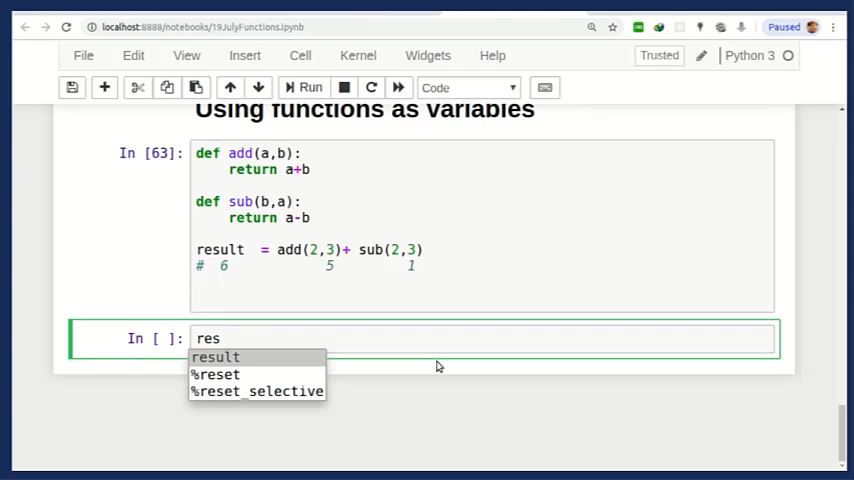 localhost:8888/notebooks/19JulyFunctions.ipynb
Paused
File Edit View Insert Cell Kernel Widgets Help
Trusted
Python 3
Run
Code
Using functions as variables
In [63]:
def add(a,b):
    return a+b
def sub(b,a):
    return a-b
result  = add(2,3)+ sub(2,3)
#  6            5         1
In [ ]:
res
result
%reset
%reset_selective